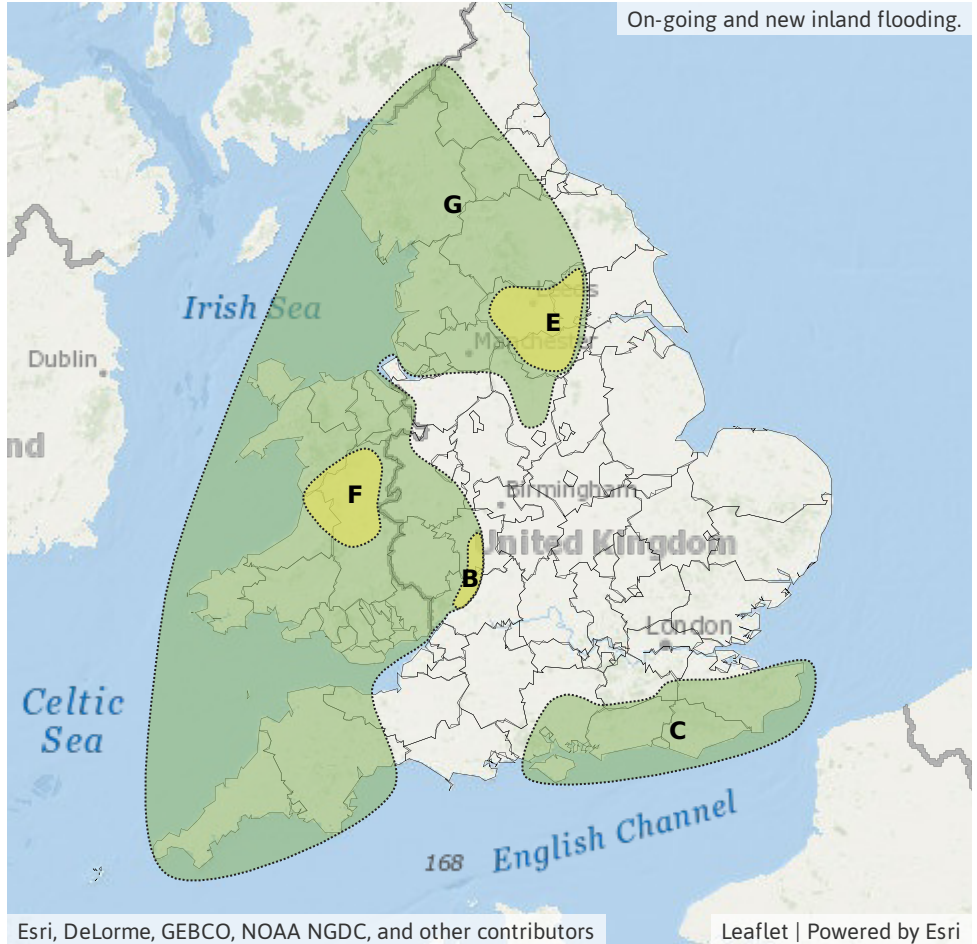 On-going and new inland flooding.
G
Irish Sea
Leeds
E
Manchester
Dublin
nd
F
Birmingham
United Kingdom
B
London
Celtic
Sea
C
English Channel
168
Esri, DeLorme, GEBCO, NOAA NGDC, and other contributors
Leaflet | Powered by Esri